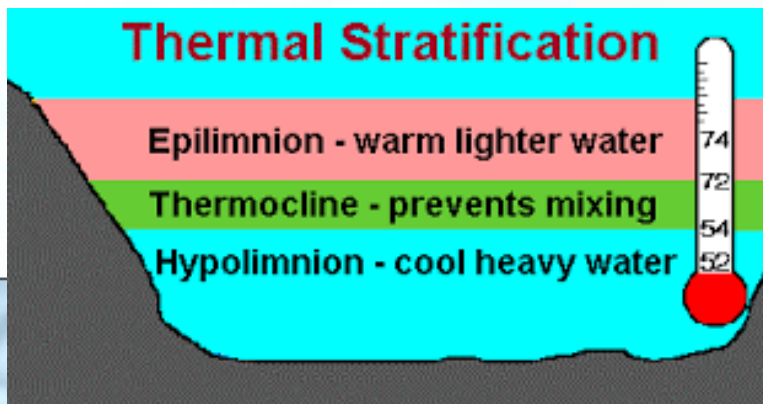 Thermal Stratification
Epilimnion - warm lighter water
74
72
Thermocline - prevents mixing
54
Hypolimnion - cool heavy water
52